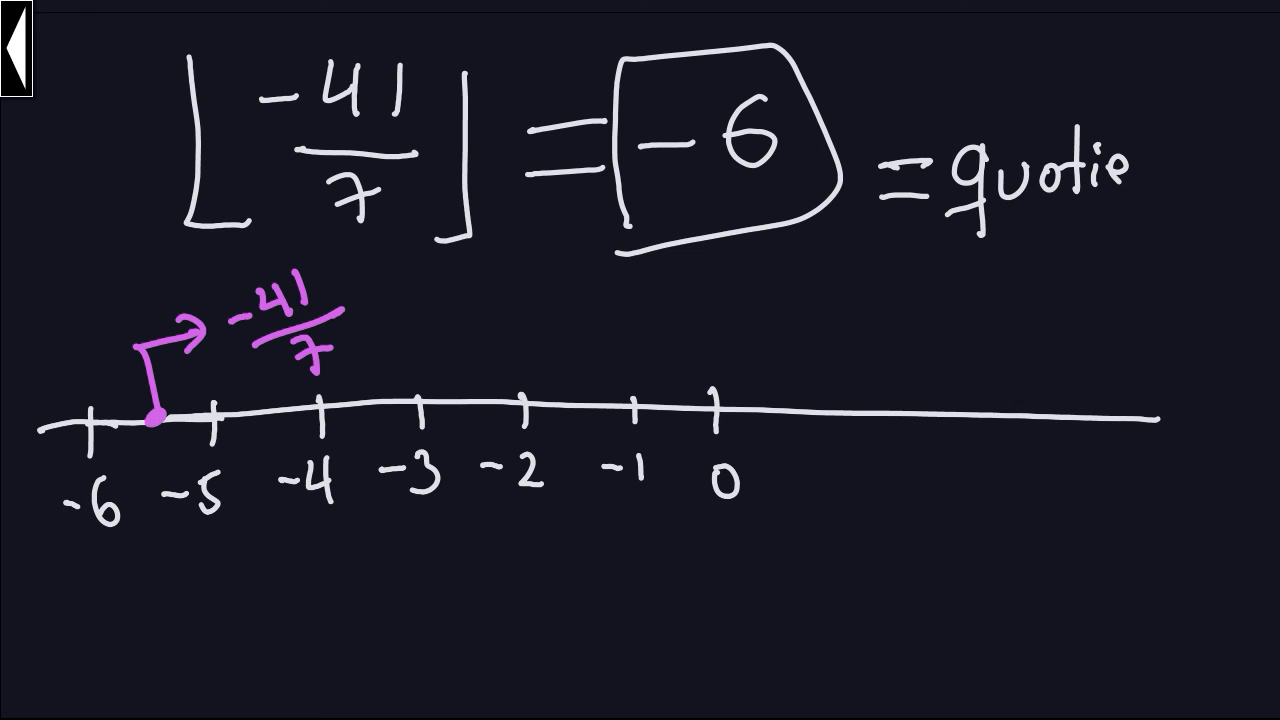 ⌊-41/7⌋ = -6 = quotie
-41/7
-6 -5 -4 -3 -2 -1 0